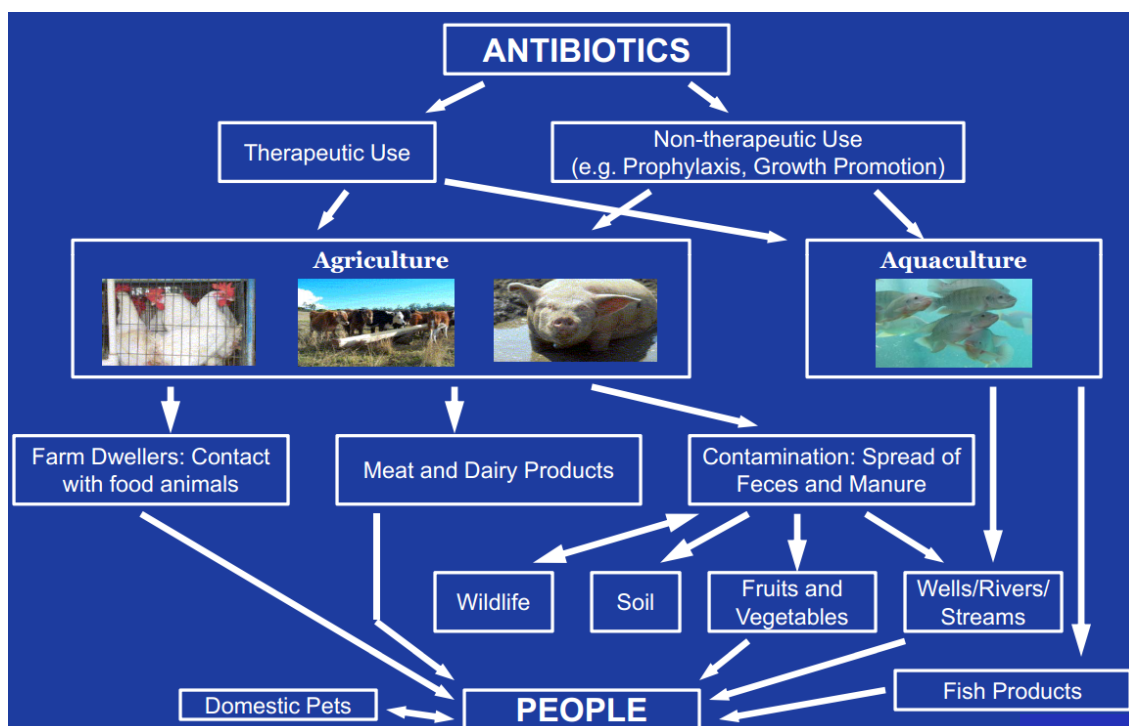 ANTIBIOTICS
Therapeutic Use
Non-therapeutic Use
(e.g. Prophylaxis, Growth Promotion)
Agriculture
Aquaculture
Farm Dwellers: Contact
with food animals
Meat and Dairy Products
Contamination: Spread of
Feces and Manure
Wildlife
Soil
Fruits and
Vegetables
Wells/Rivers/
Streams
Domestic Pets
PEOPLE
Fish Products